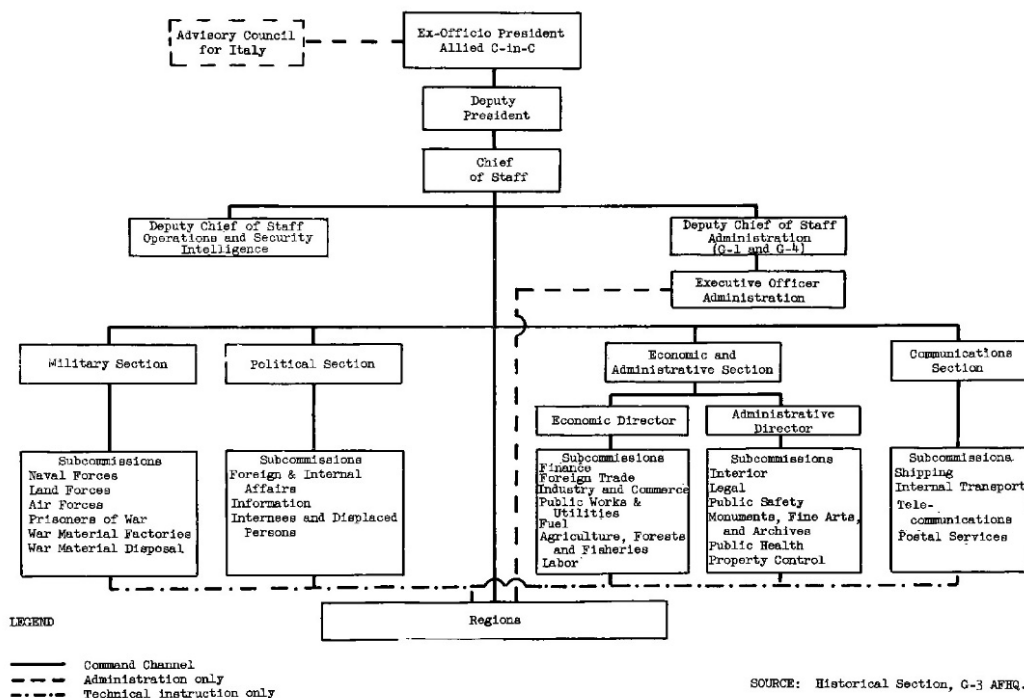 Advisory Council
for Italy
Ex-Officio President
Allied C-in-C
Deputy
President
Chief
of Staff
Deputy Chief of Staff
Operations and Security
Intelligence
Deputy Chief of Staff
Administration
(G-1 and G-4)
Executive Officer
Administration
Military Section
Political Section
Economic and
Administrative Section
Communications
Section
Economic Director
Administrative
Director
Subcommissions
Naval Forces
Land Forces
Air Forces
Prisoners of War
War Material Factories
War Material Disposal
Subcommissions
Foreign & Internal
Affairs
Information
Internees and Displaced
Persons
Subcommissions
Finance
Foreign Trade
Industry and Commerce
Public Works &
Utilities
Fuel
Agriculture, Forests
and Fisheries
Labor
Subcommissions
Interior
Legal
Public Safety
Monuments, Fine Arts,
and Archives
Public Health
Property Control
Subcommissions
Shipping
Internal Transport
Tele-
communications
Postal Services
Regions
LEGEND
Command Channel
Administration only
Technical instruction only
SOURCE: Historical Section, G-3 AFHQ.